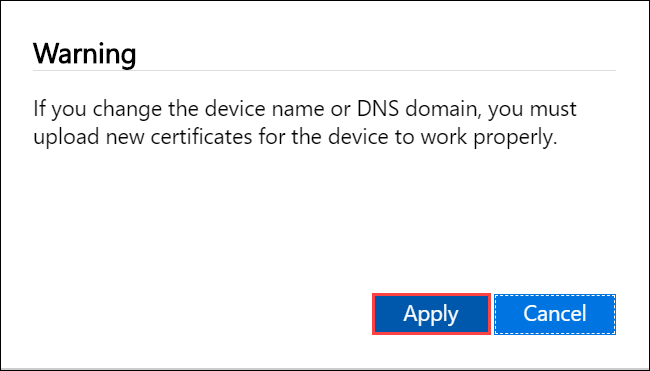 Warning
If you change the device name or DNS domain, you must
upload new certificates for the device to work properly.
Apply
Cancel